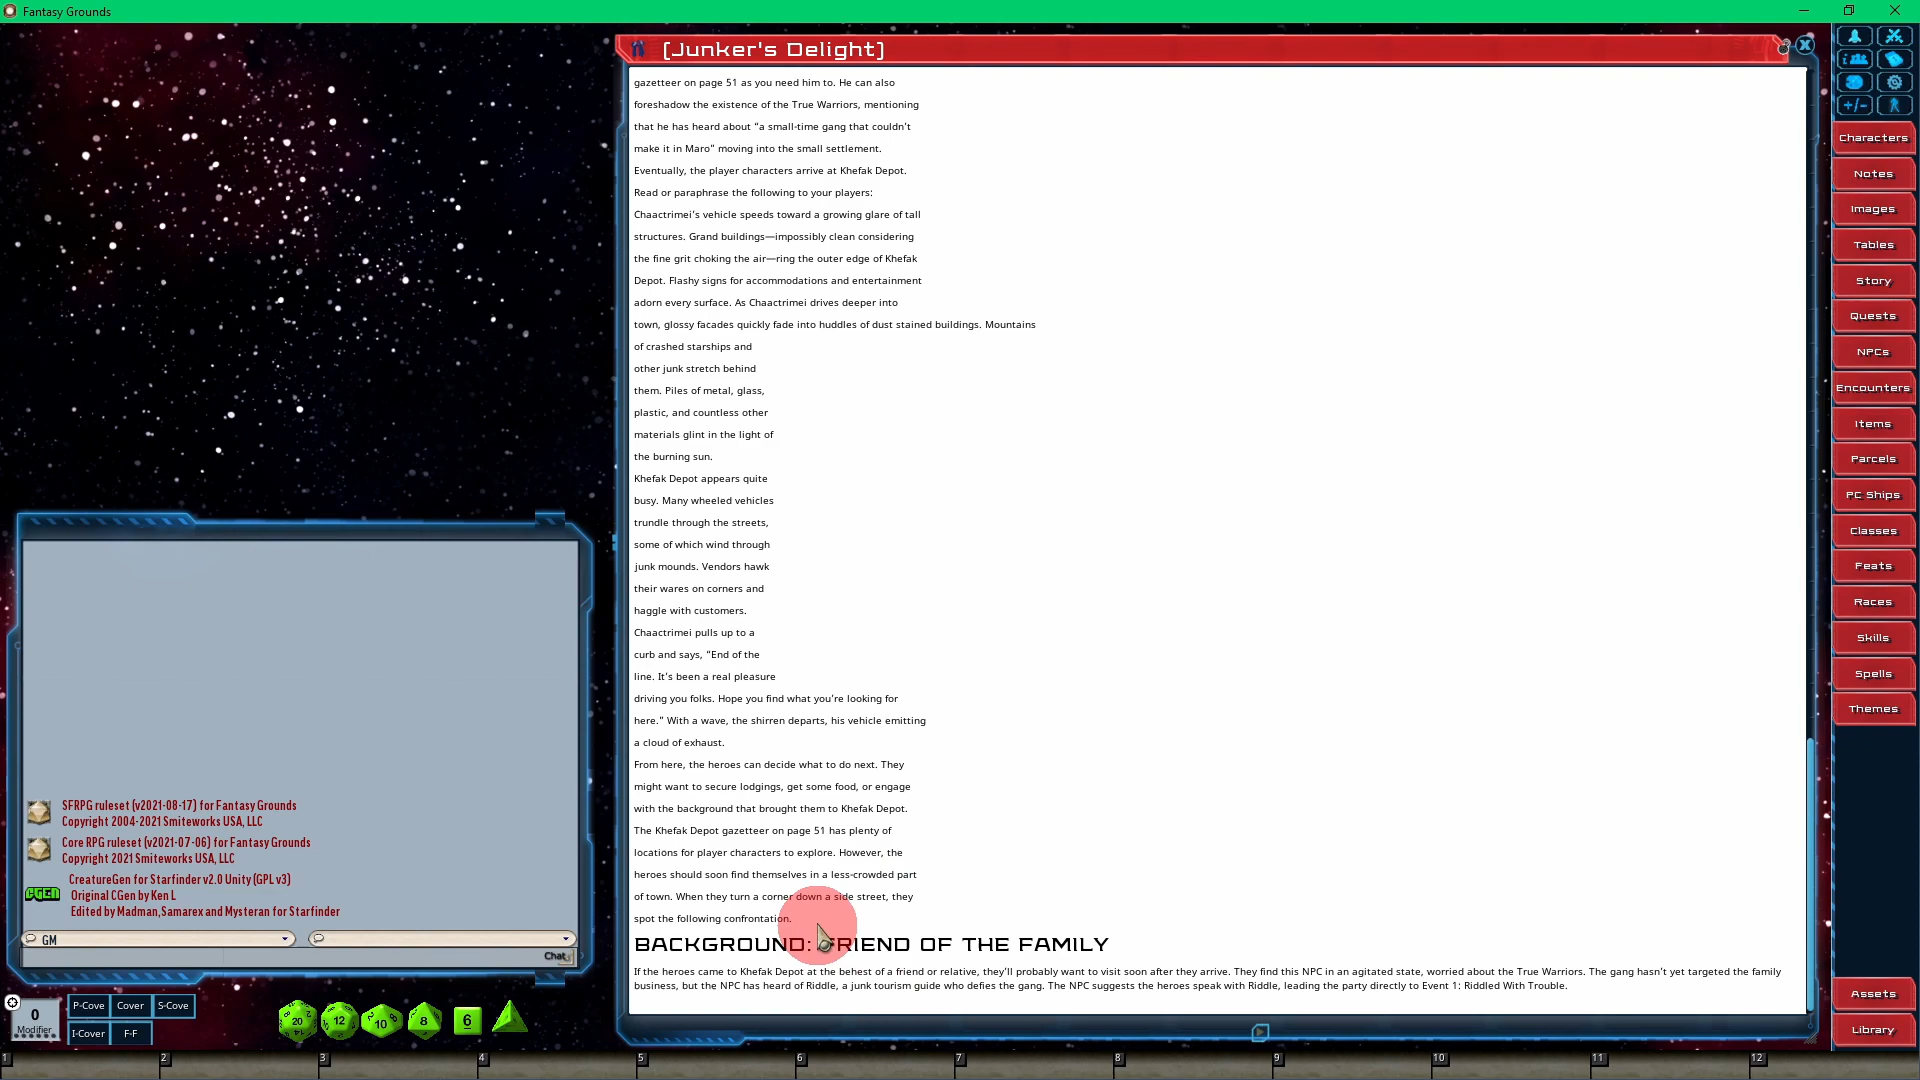 Fantasy Grounds
[Junker's Delight]
gazetteer on page 51 as you need him to. He can also
foreshadow the existence of the True Warriors, mentioning
that he has heard about “a small-time gang that couldn’t
make it in Maro” moving into the small settlement.
Eventually, the player characters arrive at Khefak Depot.
Read or paraphrase the following to your players:
Chaactrimei’s vehicle speeds toward a growing glare of tall
structures. Grand buildings—impossibly clean considering
the fine grit choking the air—ring the outer edge of Khefak
Depot. Flashy signs for accommodations and entertainment
adorn every surface. As Chaactrimei drives deeper into
town, glossy facades quickly fade into huddles of dust stained buildings. Mountains
of crashed starships and
other junk stretch behind
them. Piles of metal, glass,
plastic, and countless other
materials glint in the light of
the burning sun.
Khefak Depot appears quite
busy. Many wheeled vehicles
trundle through the streets,
some of which wind through
junk mounds. Vendors hawk
their wares on corners and
haggle with customers.
Chaactrimei pulls up to a
curb and says, “End of the
line. It’s been a real pleasure
driving you folks. Hope you find what you’re looking for
here.” With a wave, the shirren departs, his vehicle emitting
a cloud of exhaust.
From here, the heroes can decide what to do next. They
might want to secure lodgings, get some food, or engage
with the background that brought them to Khefak Depot.
The Khefak Depot gazetteer on page 51 has plenty of
locations for player characters to explore. However, the
heroes should soon find themselves in a less-crowded part
of town. When they turn a corner down a side street, they
spot the following confrontation.
BACKGROUND: FRIEND OF THE FAMILY
If the heroes came to Khefak Depot at the behest of a friend or relative, they’ll probably want to visit soon after they arrive. They find this NPC in an agitated state, worried about the True Warriors. The gang hasn’t yet targeted the family
business, but the NPC has heard of Riddle, a junk tourism guide who defies the gang. The NPC suggests the heroes speak with Riddle, leading the party directly to Event 1: Riddled With Trouble.
+/-
Characters
Notes
Images
Tables
Story
Quests
NPCs
Encounters
Items
Parcels
PC Ships
Classes
Feats
Races
Skills
Spells
Themes
Assets
Library
SFRPG ruleset (v2021-08-17) for Fantasy Grounds
Copyright 2004-2021 Smiteworks USA, LLC
Core RPG ruleset (v2021-07-06) for Fantasy Grounds
Copyright 2021 Smiteworks USA, LLC
CGEN
CreatureGen for Starfinder v2.0 Unity (GPL v3)
Original CGen by Ken L
Edited by Madman,Samarex and Mysteran for Starfinder
GM
Chat
0
Modifier
P-Cove Cover S-Cove
I-Cover F-F
20 12 10 8 6
1 2 3 4 5 6 7 8 9 10 11 12